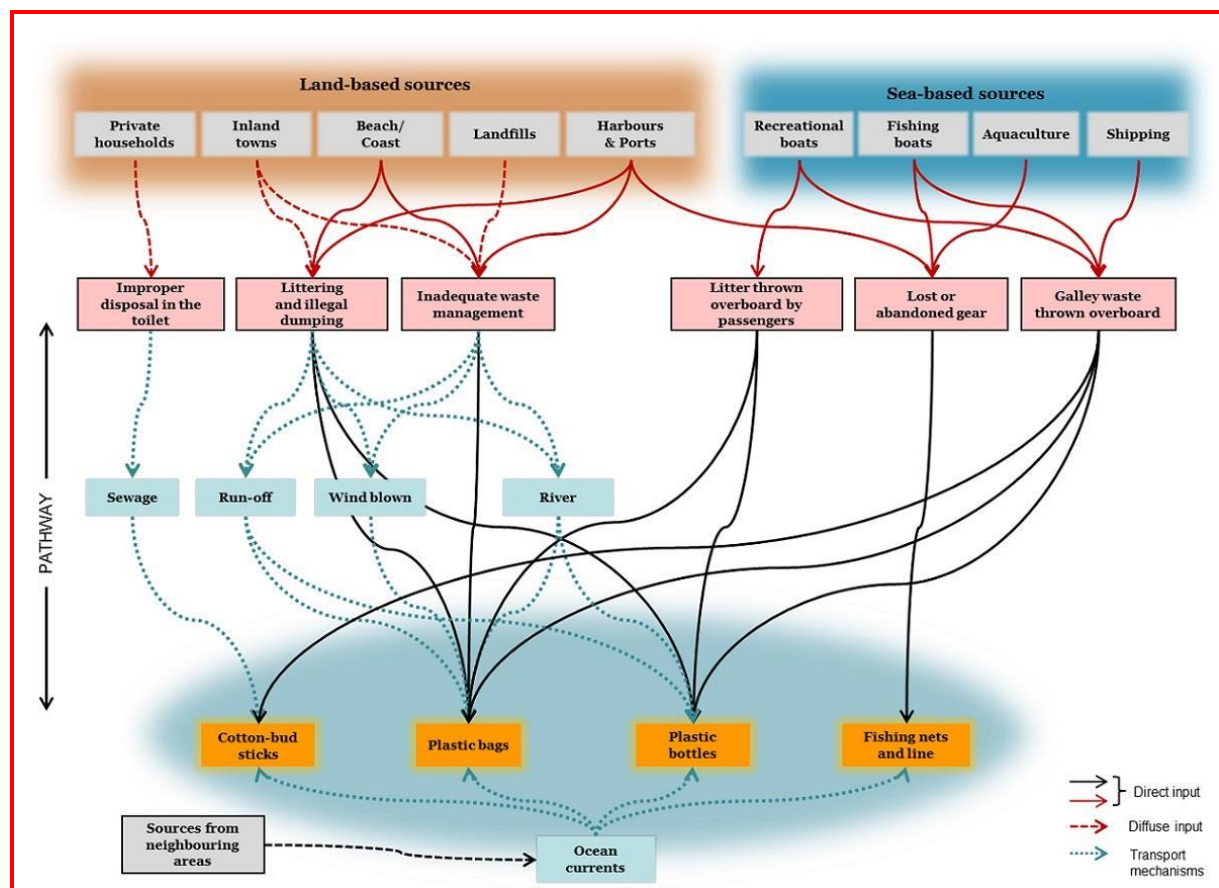 Land-based sources
Sea-based sources
Private
households
Inland
towns
Beach/
Coast
Landfills
Harbours
& Ports
Recreational
boats
Fishing
boats
Aquaculture
Shipping
Improper
disposal in the
toilet
Littering
and illegal
dumping
Inadequate waste
management
Litter thrown
overboard by
passengers
Lost or
abandoned gear
Galley waste
thrown overboard
PATHWAY
Sewage
Run-off
Wind blown
River
Cotton-bud
sticks
Plastic bags
Plastic
bottles
Fishing nets
and line
Sources from
neighbouring
areas
Ocean
currents
Direct input
Diffuse input
Transport
mechanisms